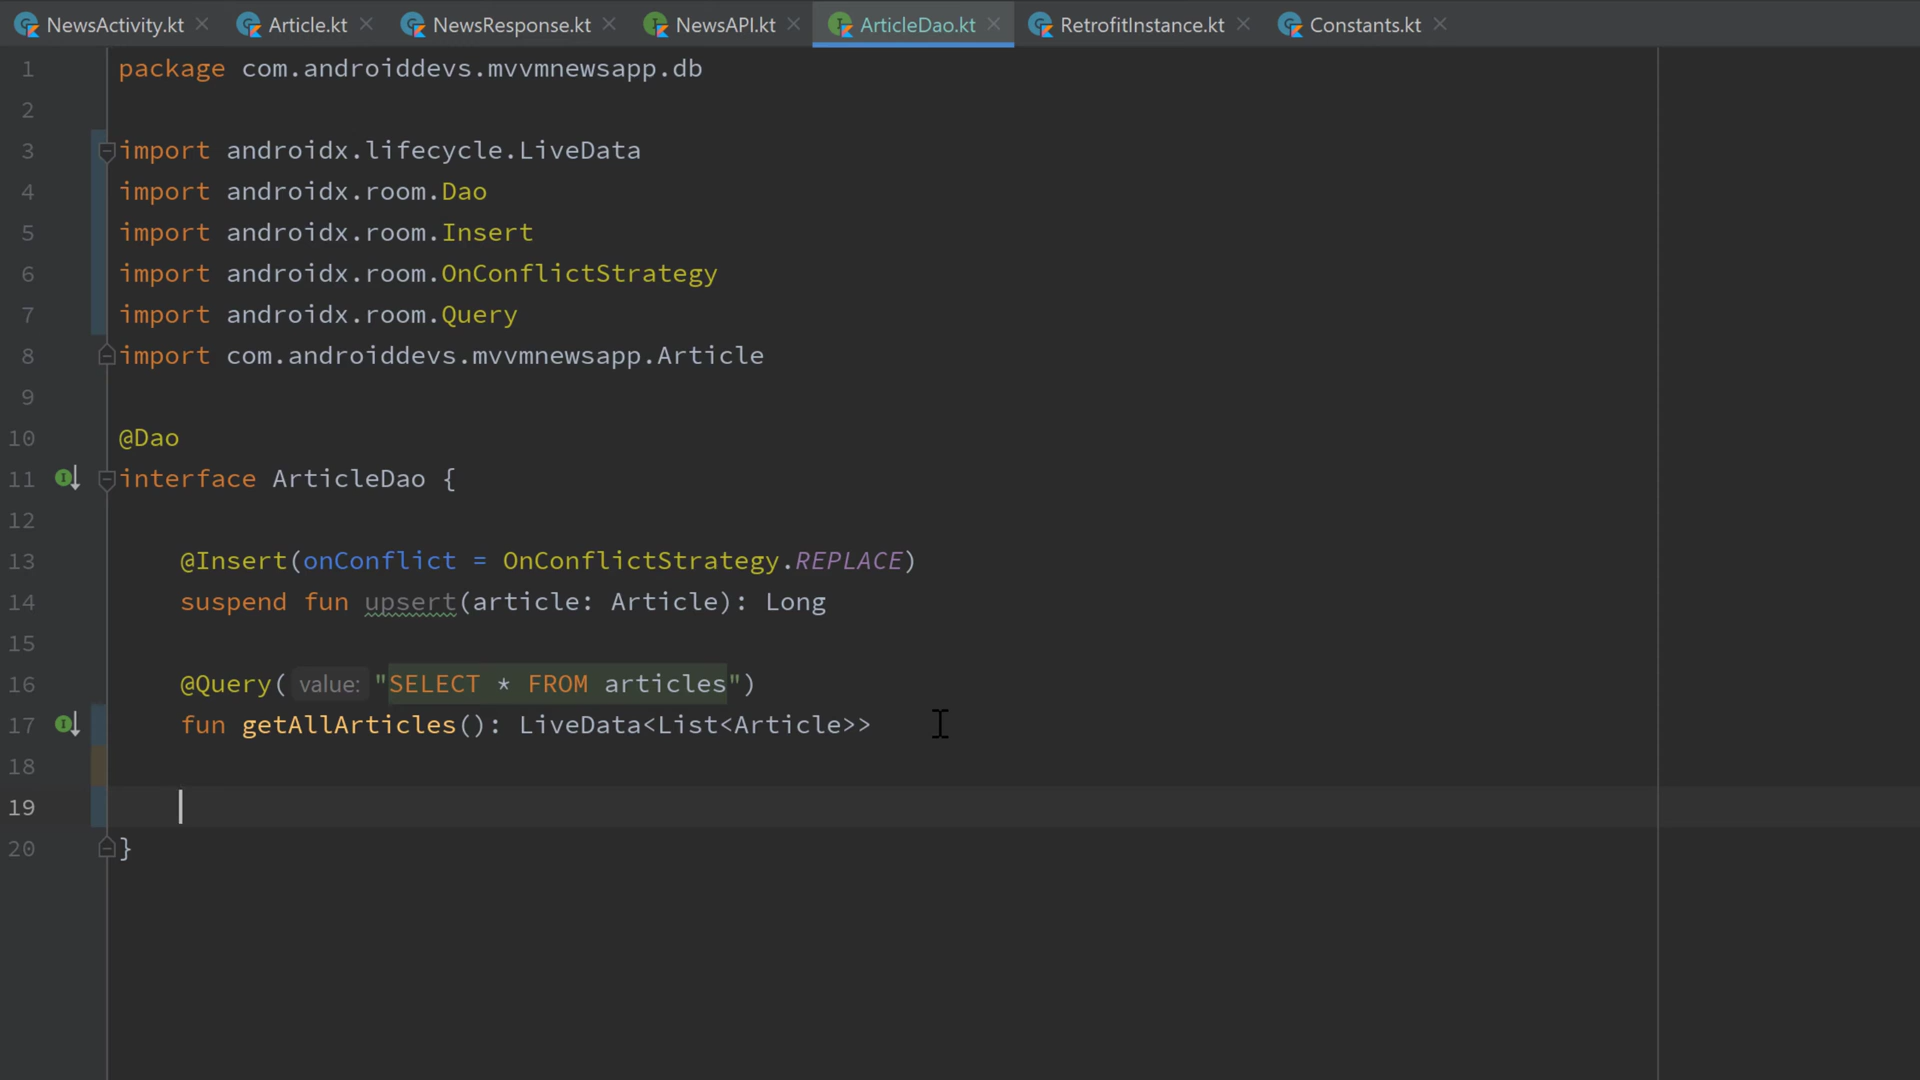 NewsActivity.kt Article.kt NewsResponse.kt NewsAPI.kt ArticleDao.kt RetrofitInstance.kt Constants.kt
1 package com.androiddevs.mvvmnewsapp.db
2
3 import androidx.lifecycle.LiveData
4 import androidx.room.Dao
5 import androidx.room.Insert
6 import androidx.room.OnConflictStrategy
7 import androidx.room.Query
8 import com.androiddevs.mvvmnewsapp.Article
9
10 @Dao
11 interface ArticleDao {
12
13 @Insert(onConflict = OnConflictStrategy.REPLACE)
14 suspend fun upsert(article: Article): Long
15
16 @Query( value: "SELECT * FROM articles")
17 fun getAllArticles(): LiveData<List<Article>>
18
19
20 }